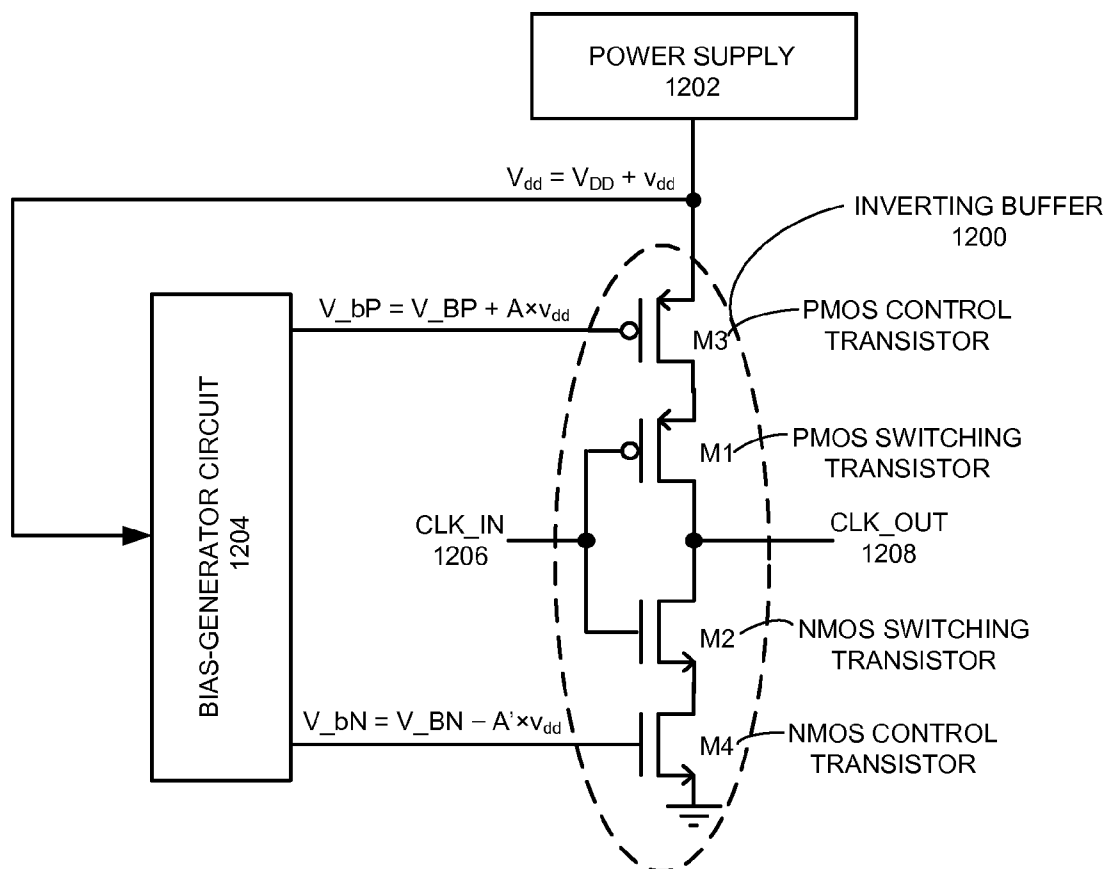 POWER SUPPLY
1202
V_dd = V_DD + v_dd
INVERTING BUFFER
1200
V_bP = V_BP + A×v_dd
M3
PMOS CONTROL
TRANSISTOR
BIAS-GENERATOR CIRCUIT
1204
M1
PMOS SWITCHING
TRANSISTOR
CLK_IN
1206
CLK_OUT
1208
M2
NMOS SWITCHING
TRANSISTOR
V_bN = V_BN – A'×v_dd
M4
NMOS CONTROL
TRANSISTOR